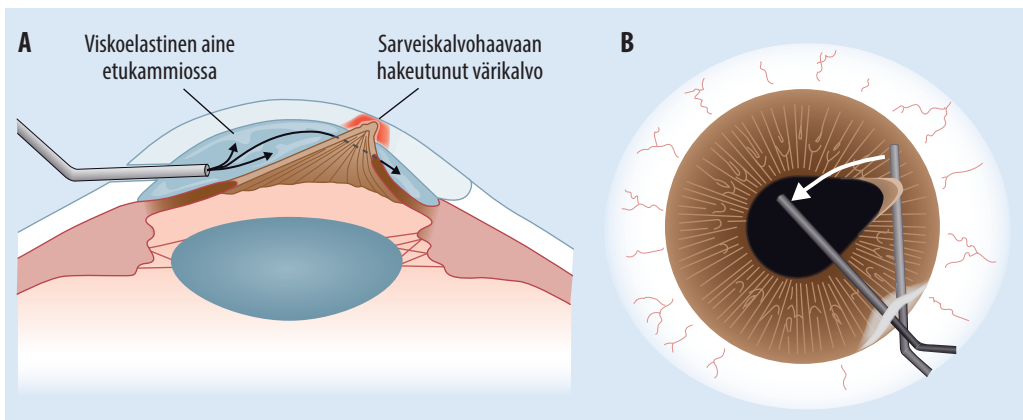 A
Viskoelastinen aine
etukammiossa
Sarveiskalvohaavaan
hakeutunut värikalvo
B